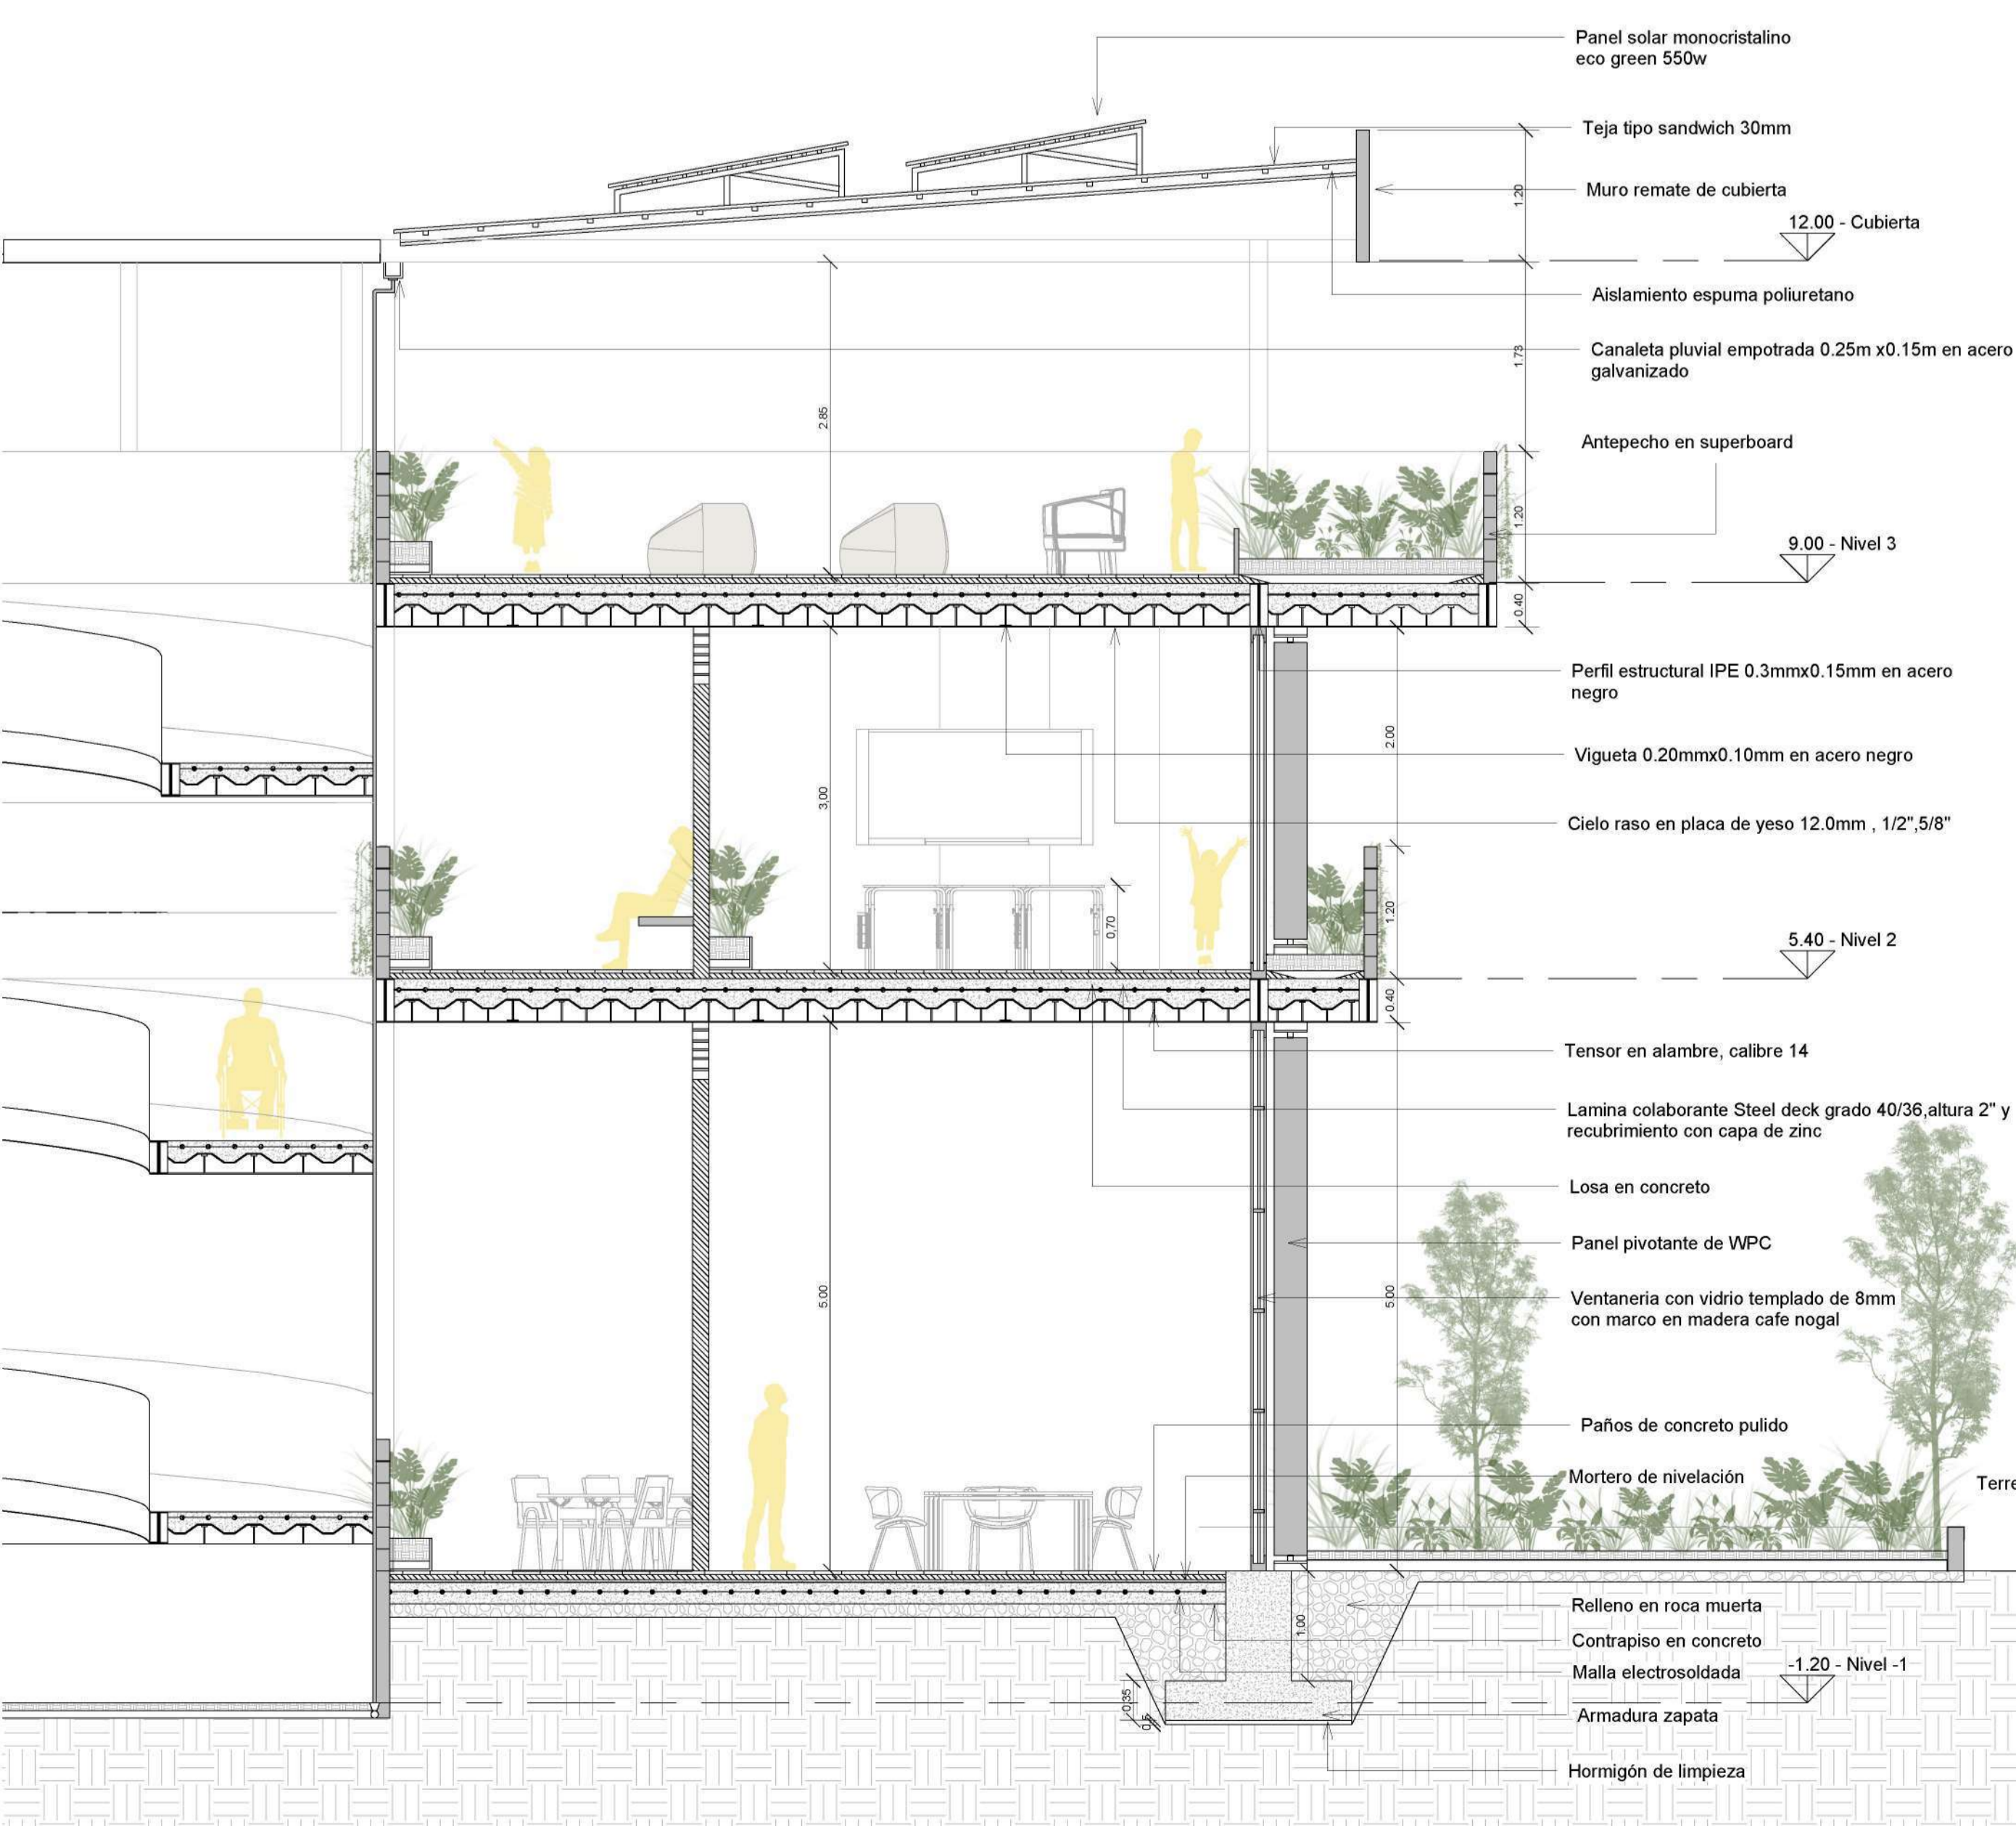 Panel solar monocristalino
eco green 550w
Teja tipo sandwich 30mm
1.20
Muro remate de cubierta
12.00 - Cubierta
Aislamiento espuma poliuretano
Canaleta pluvial empotrada 0.25m x0.15m en acero
galvanizado
1.73
2.85
Antepecho en superboard
1.20
9.00 - Nivel 3
0.40
Perfil estructural IPE 0.3mmx0.15mm en acero
negro
2.00
Vigueta 0.20mmx0.10mm en acero negro
3,00
Cielo raso en placa de yeso 12.0mm , 1/2",5/8"
1.20
0,70
5.40 - Nivel 2
0.40
Tensor en alambre, calibre 14
Lamina colaborante Steel deck grado 40/36,altura 2" y
recubrimiento con capa de zinc
Losa en concreto
Panel pivotante de WPC
5.00
5.00
Ventaneria con vidrio templado de 8mm
con marco en madera cafe nogal
Paños de concreto pulido
Mortero de nivelación
Terre
Relleno en roca muerta
1.00
Contrapiso en concreto
Malla electrosoldada
-1.20 - Nivel -1
0,35
Armadura zapata
Hormigón de limpieza